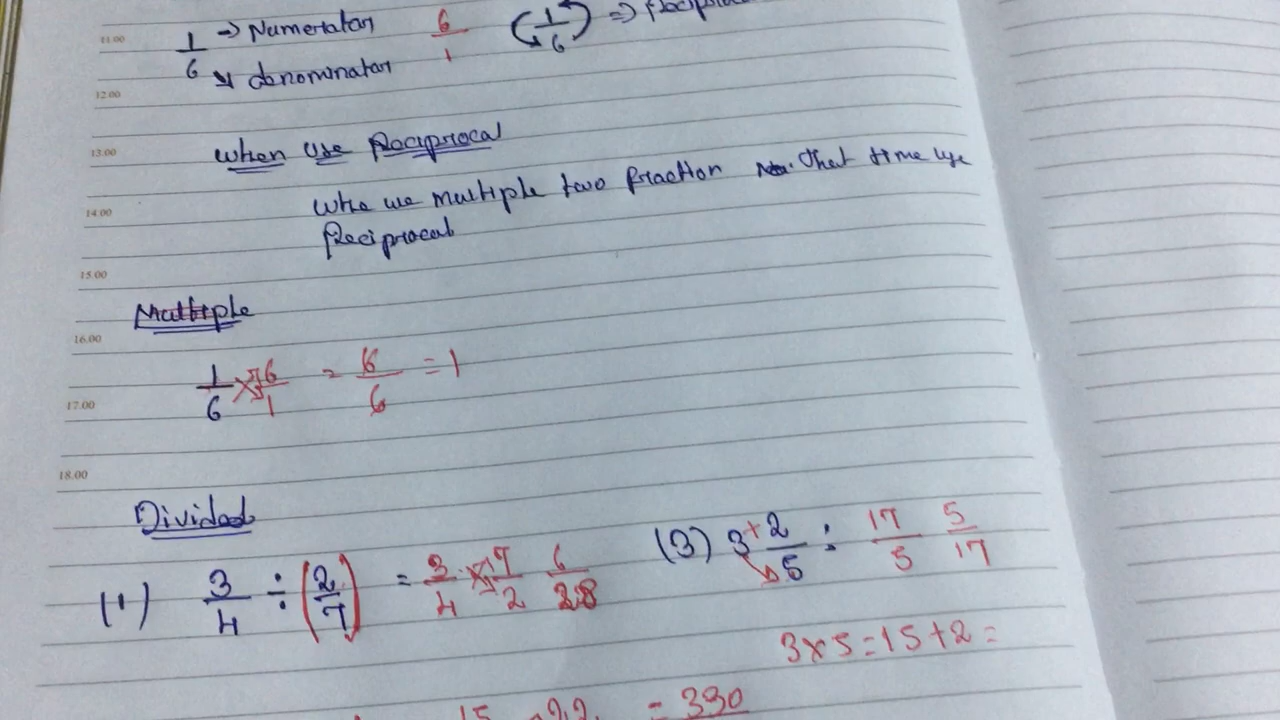 11.00
1/6 → Numerator 6/1 (1/6) ⇒
↘ denominator
12.00
13.00
when use Reciprocal
whe we multiple two fraction that time use
14.00
Reciprocal
15.00
Multiple
16.00
1/6 × 6/1 = 6/6 = 1
17.00
18.00
Divided
(1) 3/4 ÷ (2/7) = 3/4 × 7/2 6/28
(3) 3 + 2/5 : 17/5 5/17
3×5=15+2=
15 22 = 330